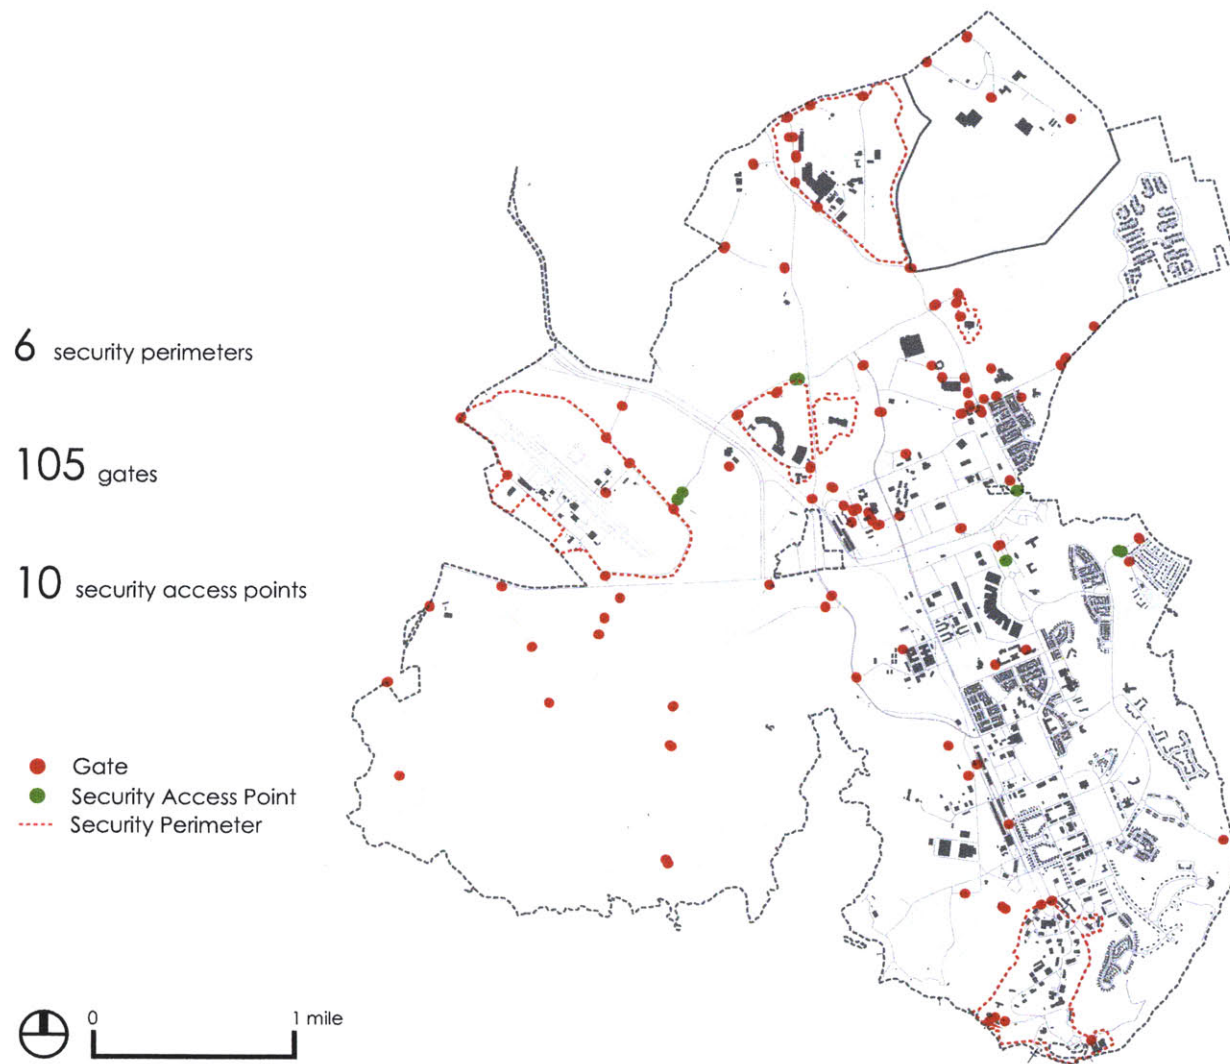 6 security perimeters
105 gates
10 security access points
Gate
Security Access Point
Security Perimeter
0 1 mile